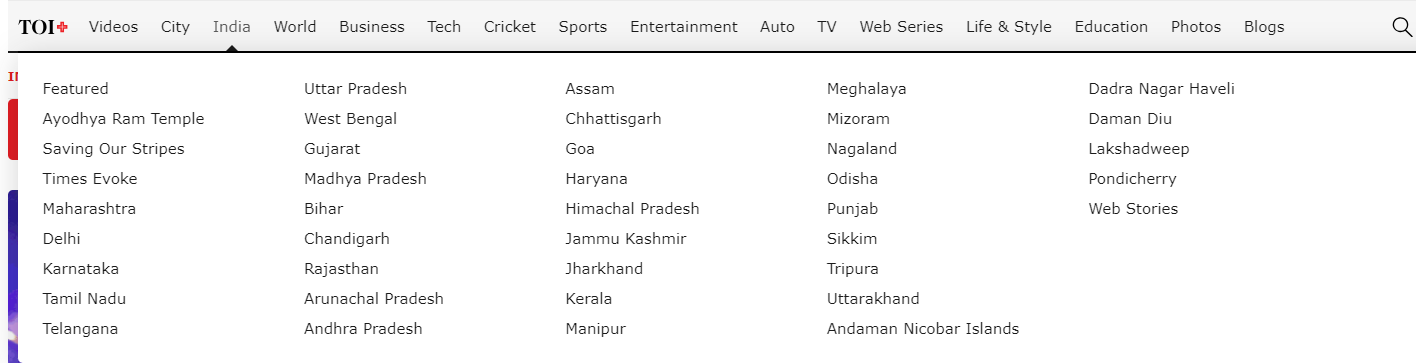 TOI+ Videos City India World Business Tech Cricket Sports Entertainment Auto TV Web Series Life & Style Education Photos Blogs
Featured
Ayodhya Ram Temple
Saving Our Stripes
Times Evoke
Maharashtra
Delhi
Karnataka
Tamil Nadu
Telangana
Uttar Pradesh
West Bengal
Gujarat
Madhya Pradesh
Bihar
Chandigarh
Rajasthan
Arunachal Pradesh
Andhra Pradesh
Assam
Chhattisgarh
Goa
Haryana
Himachal Pradesh
Jammu Kashmir
Jharkhand
Kerala
Manipur
Meghalaya
Mizoram
Nagaland
Odisha
Punjab
Sikkim
Tripura
Uttarakhand
Andaman Nicobar Islands
Dadra Nagar Haveli
Daman Diu
Lakshadweep
Pondicherry
Web Stories